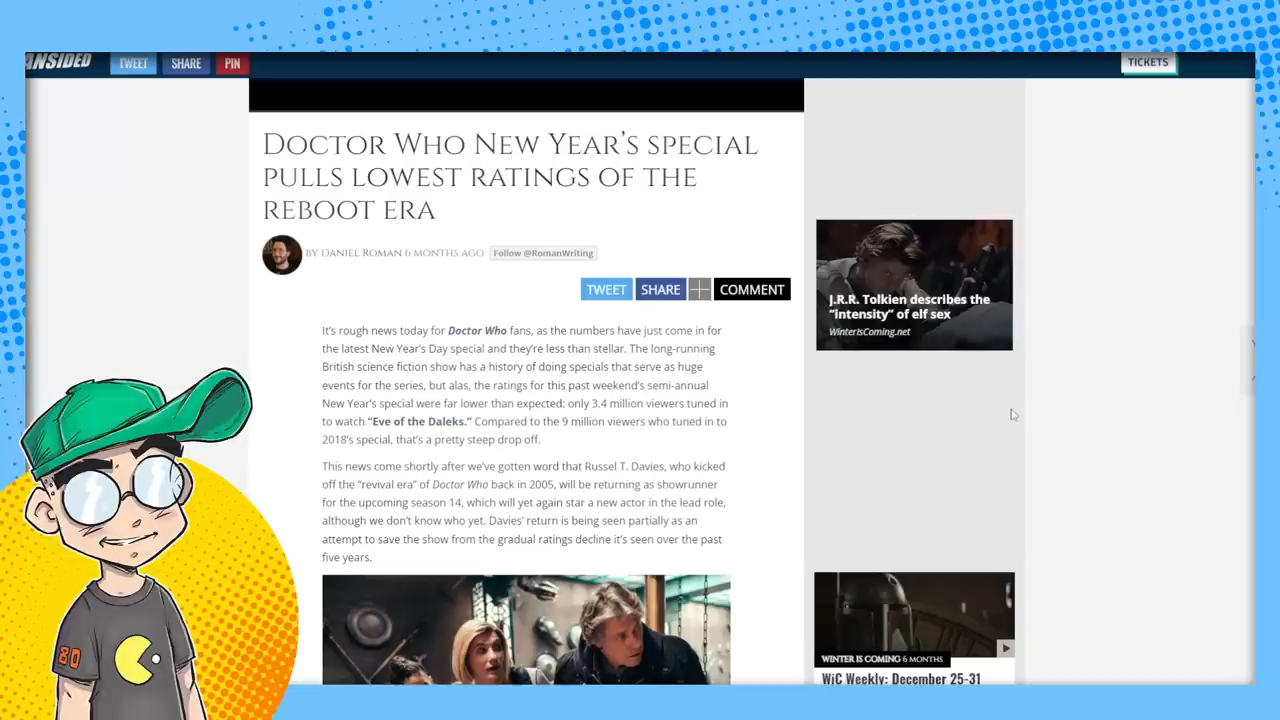 ANSIDED TWEET SHARE PIN TICKETS
DOCTOR WHO NEW YEAR'S SPECIAL
PULLS LOWEST RATINGS OF THE
REBOOT ERA
BY DANIEL ROMAN 6 MONTHS AGO Follow @RomanWriting
TWEET SHARE COMMENT
It's rough news today for Doctor Who fans, as the numbers have just come in for
the latest New Year's Day special and they're less than stellar. The long-running
British science fiction show has a history of doing specials that serve as huge
events for the series, but alas, the ratings for this past weekend's semi-annual
New Year's special were far lower than expected: only 3.4 million viewers tuned in
to watch "Eve of the Daleks." Compared to the 9 million viewers who tuned in to
2018's special, that's a pretty steep drop off.
This news come shortly after we've gotten word that Russel T. Davies, who kicked
off the "revival era" of Doctor Who back in 2005, will be returning as showrunner
for the upcoming season 14, which will yet again star a new actor in the lead role,
although we don't know who yet. Davies' return is being seen partially as an
attempt to save the show from the gradual ratings decline it's seen over the past
five years.
J.R.R. Tolkien describes the
"intensity" of elf sex
WinterIsComing.net
WINTER IS COMING 6 MONTHS
WiC Weekly: December 25-31
80